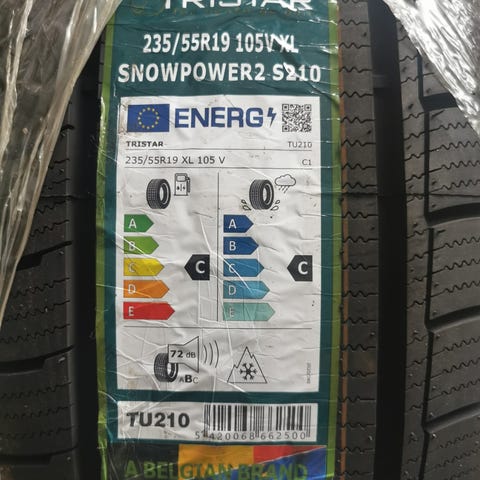 TRISTAR
235/55R19 105V XL
SNOWPOWER2 S210
ENERG
TRISTAR TU210
235/55R19 XL 105 V C1
A A
B B
C C C C
D D
E E
72 dB
ABC
TU210
5420068662500
A BELGIAN BRAND